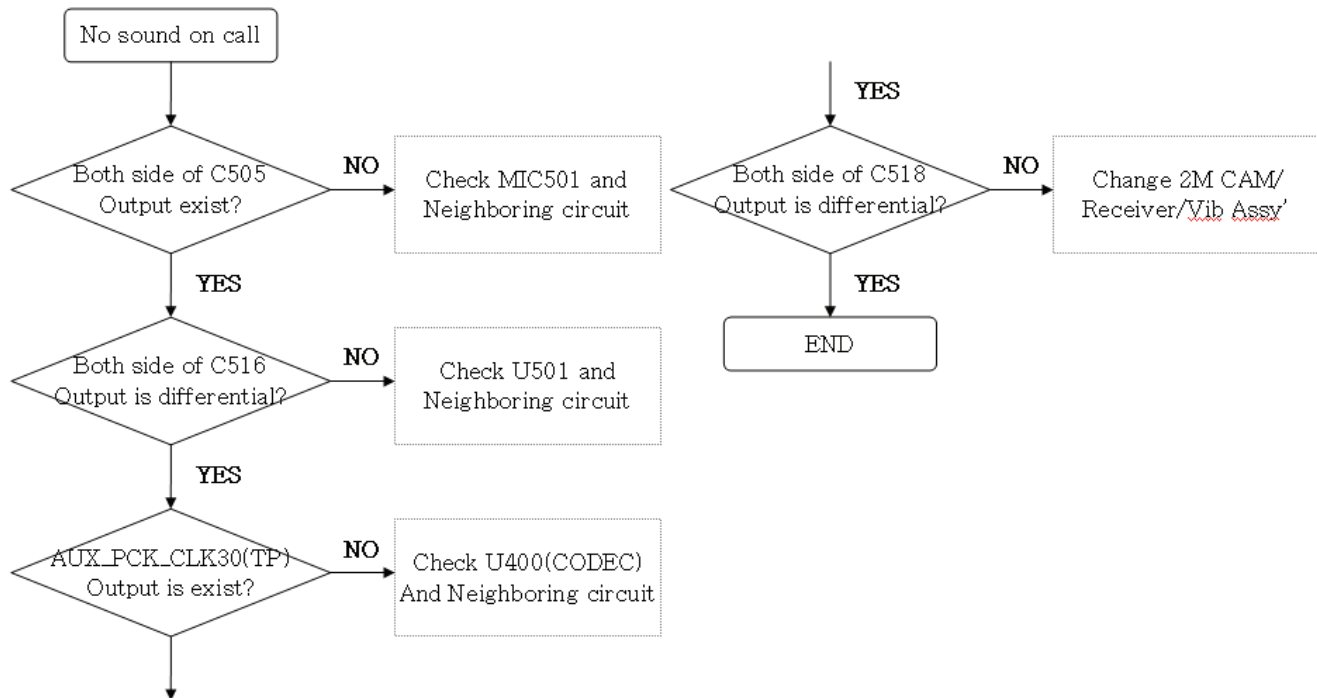 No sound on call
Both side of C505
Output exist?
NO
Check MIC501 and
Neighboring circuit
YES
Both side of C516
Output is differential?
NO
Check U501 and
Neighboring circuit
YES
AUX_PCK_CLK30(TP)
Output is exist?
NO
Check U400(CODEC)
And Neighboring circuit
YES
Both side of C518
Output is differential?
NO
Change 2M CAM/
Receiver/Vib Assy'
YES
END